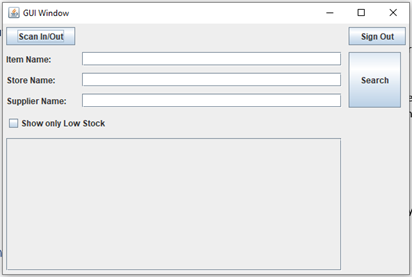 GUI Window
Scan In/Out
Sign Out
Item Name:
Store Name:
Search
Supplier Name:
Show only Low Stock